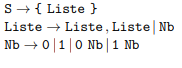 S → { Liste }
Liste → Liste , Liste | Nb
Nb → 0 | 1 | 0 Nb | 1 Nb